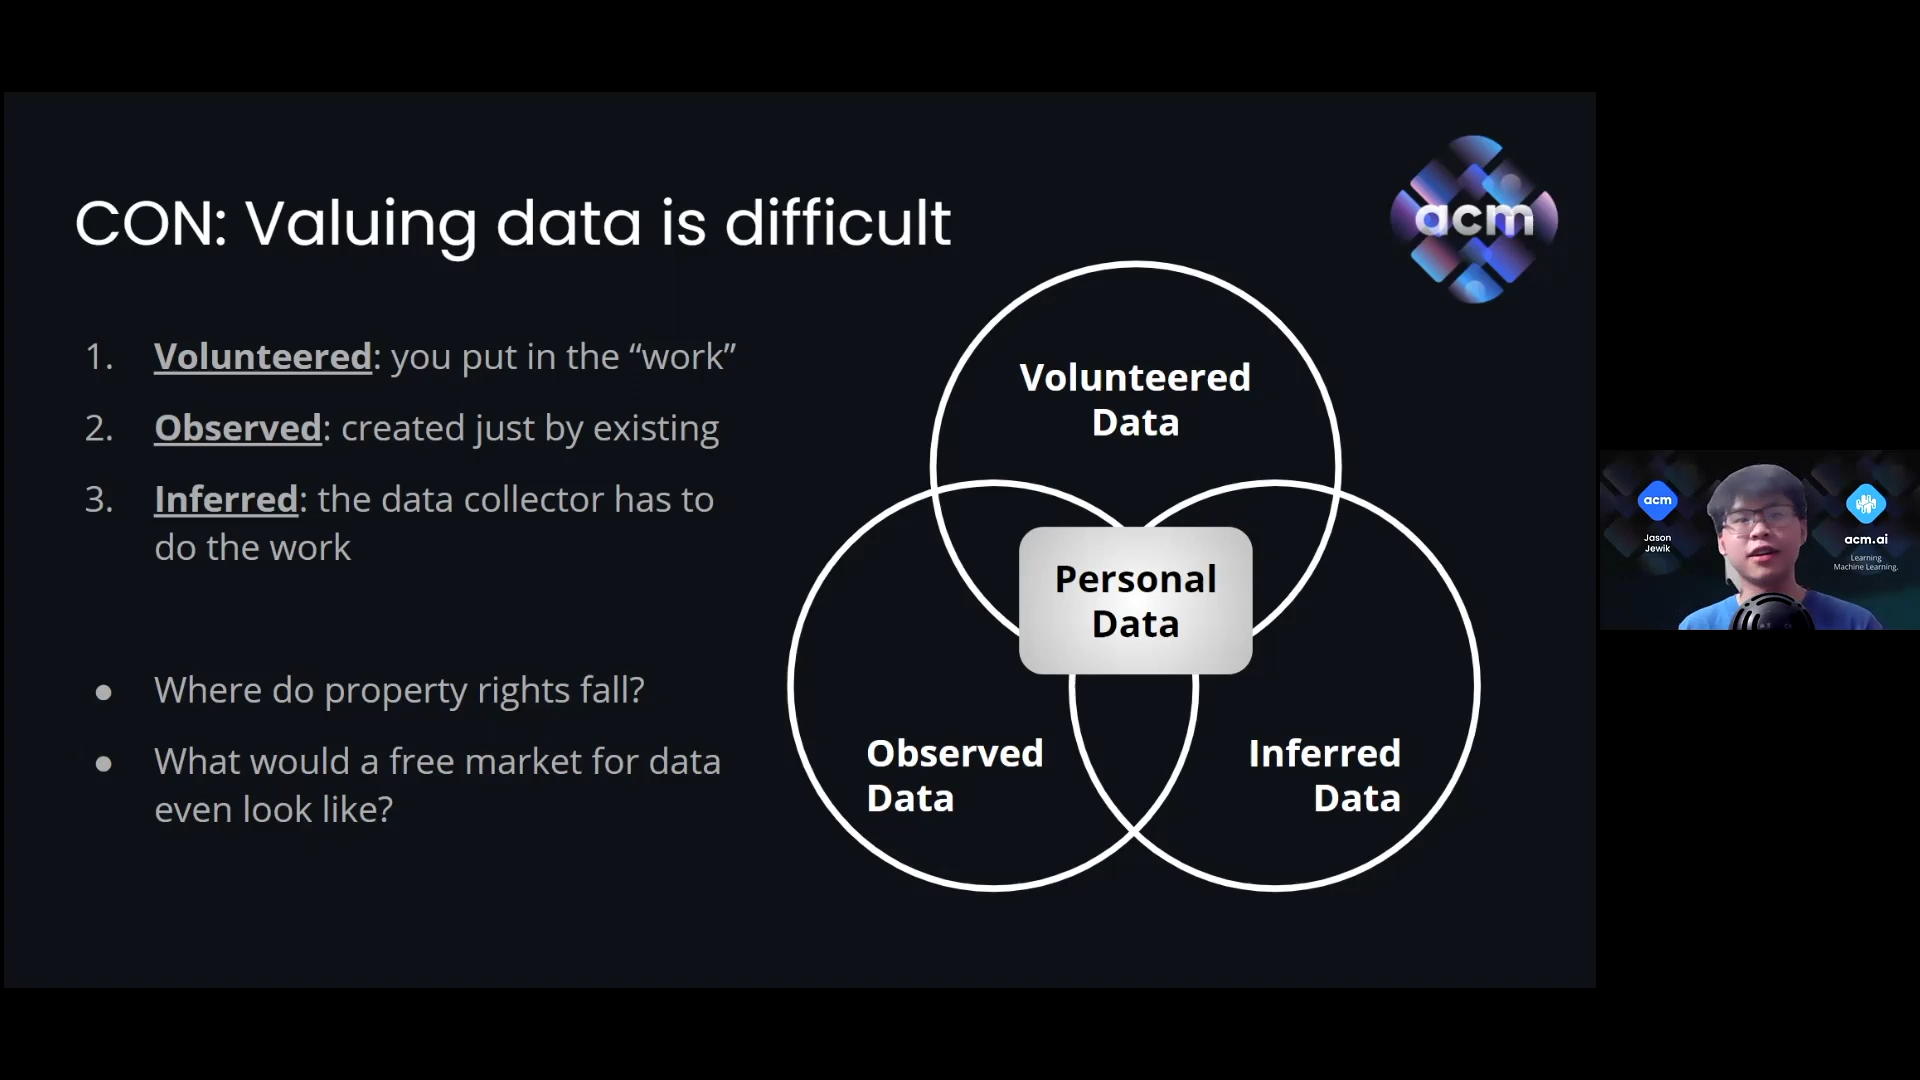 CON: Valuing data is difficult
acm
1. Volunteered: you put in the “work”
2. Observed: created just by existing
3. Inferred: the data collector has to
do the work
● Where do property rights fall?
● What would a free market for data
even look like?
Volunteered
Data
Personal
Data
Observed
Data
Inferred
Data
acm
Jason
Jewik
acm.ai
Learning
Machine Learning.